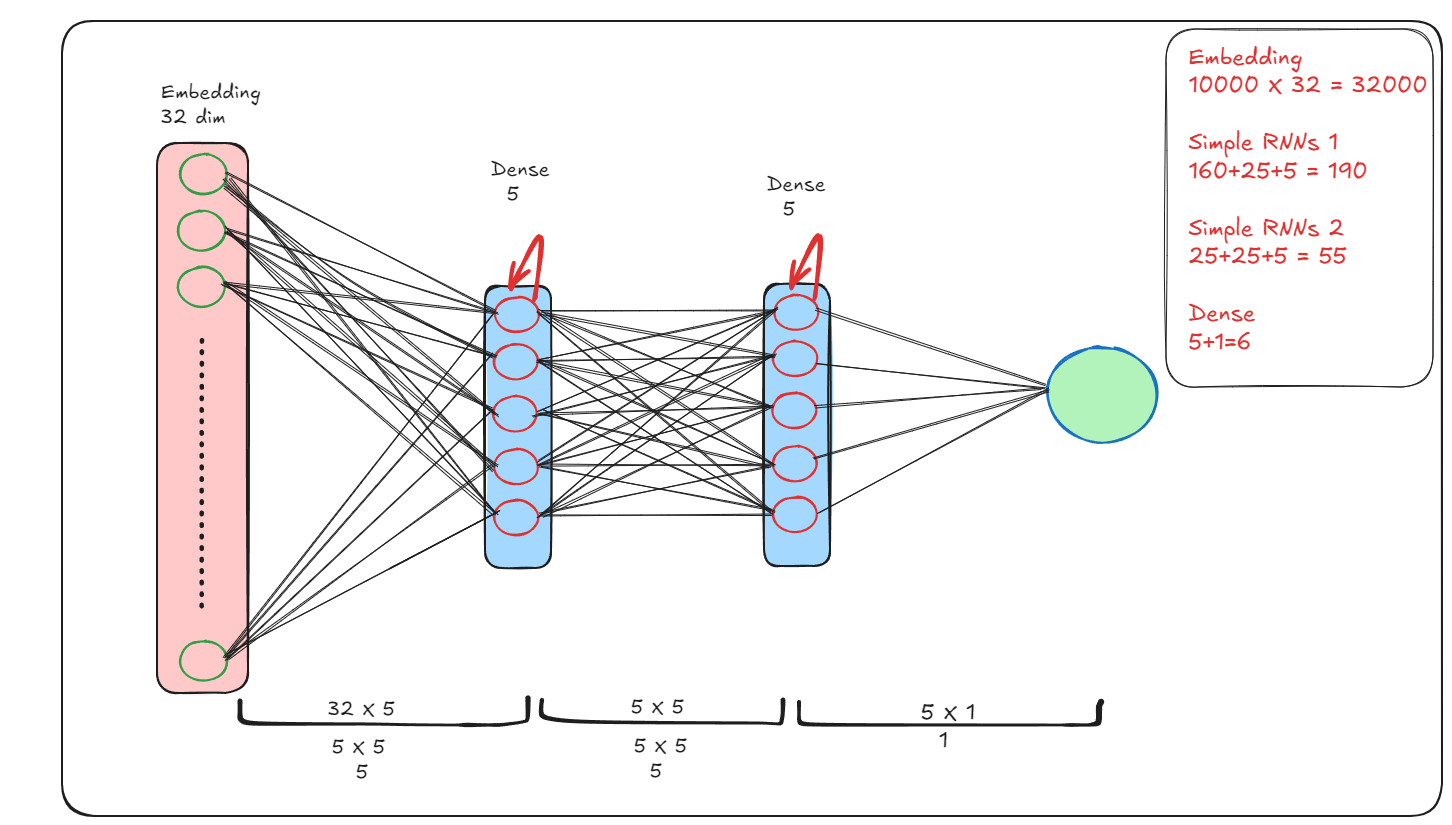 Embedding
32 dim
Dense
5
Dense
5
Embedding
10000 x 32 = 32000
Simple RNNs 1
160+25+5 = 190
Simple RNNs 2
25+25+5 = 55
Dense
5+1=6
32 x 5
5 x 5
5
5 x 5
5 x 5
5
5 x 1
1